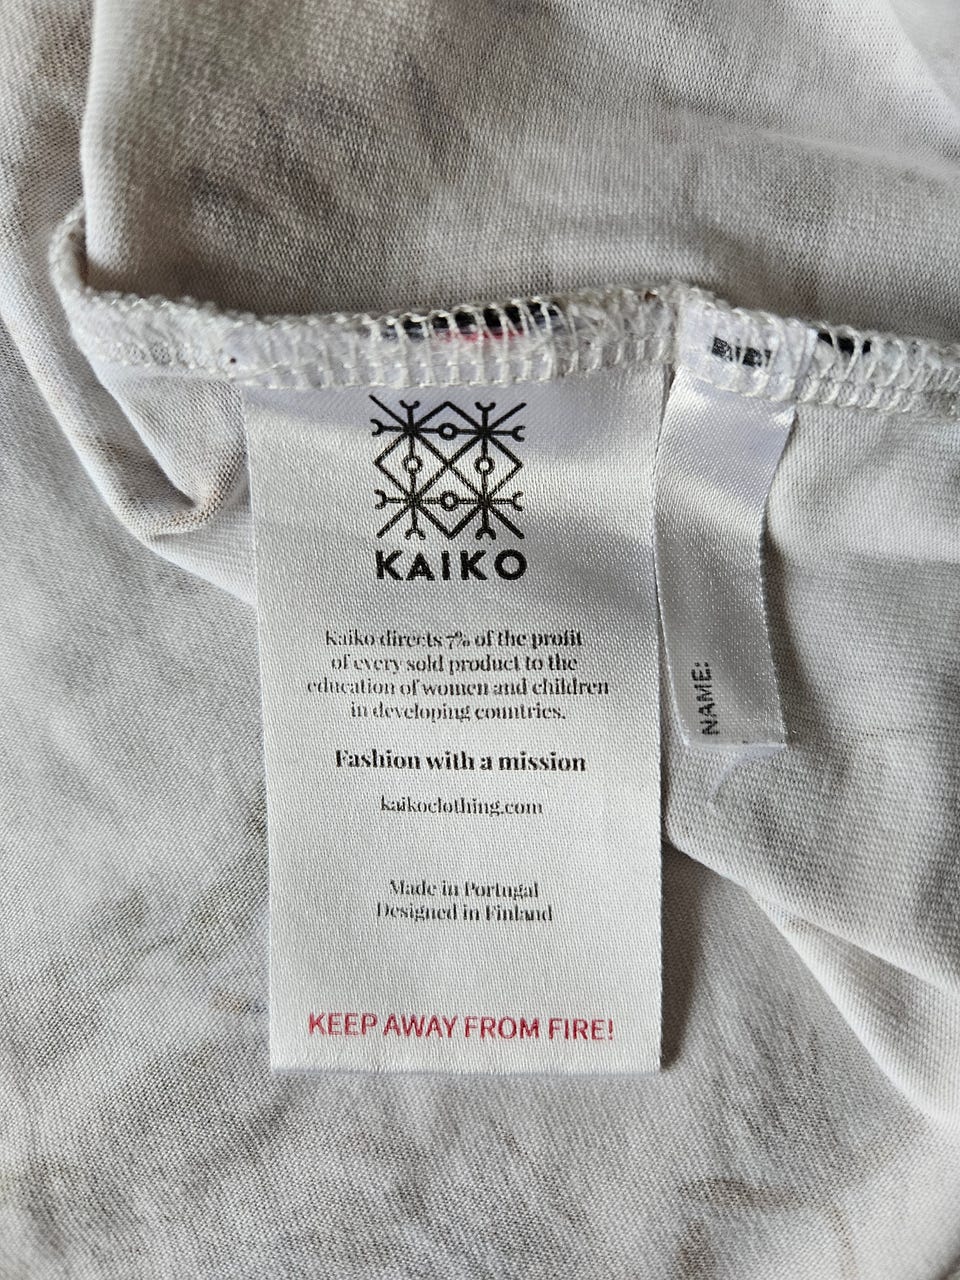 KAIKO
Kaiko directs 7% of the profit
of every sold product to the
education of women and children
in developing countries.
Fashion with a mission
kaikoclothing.com
Made in Portugal
Designed in Finland
KEEP AWAY FROM FIRE!
NAME: